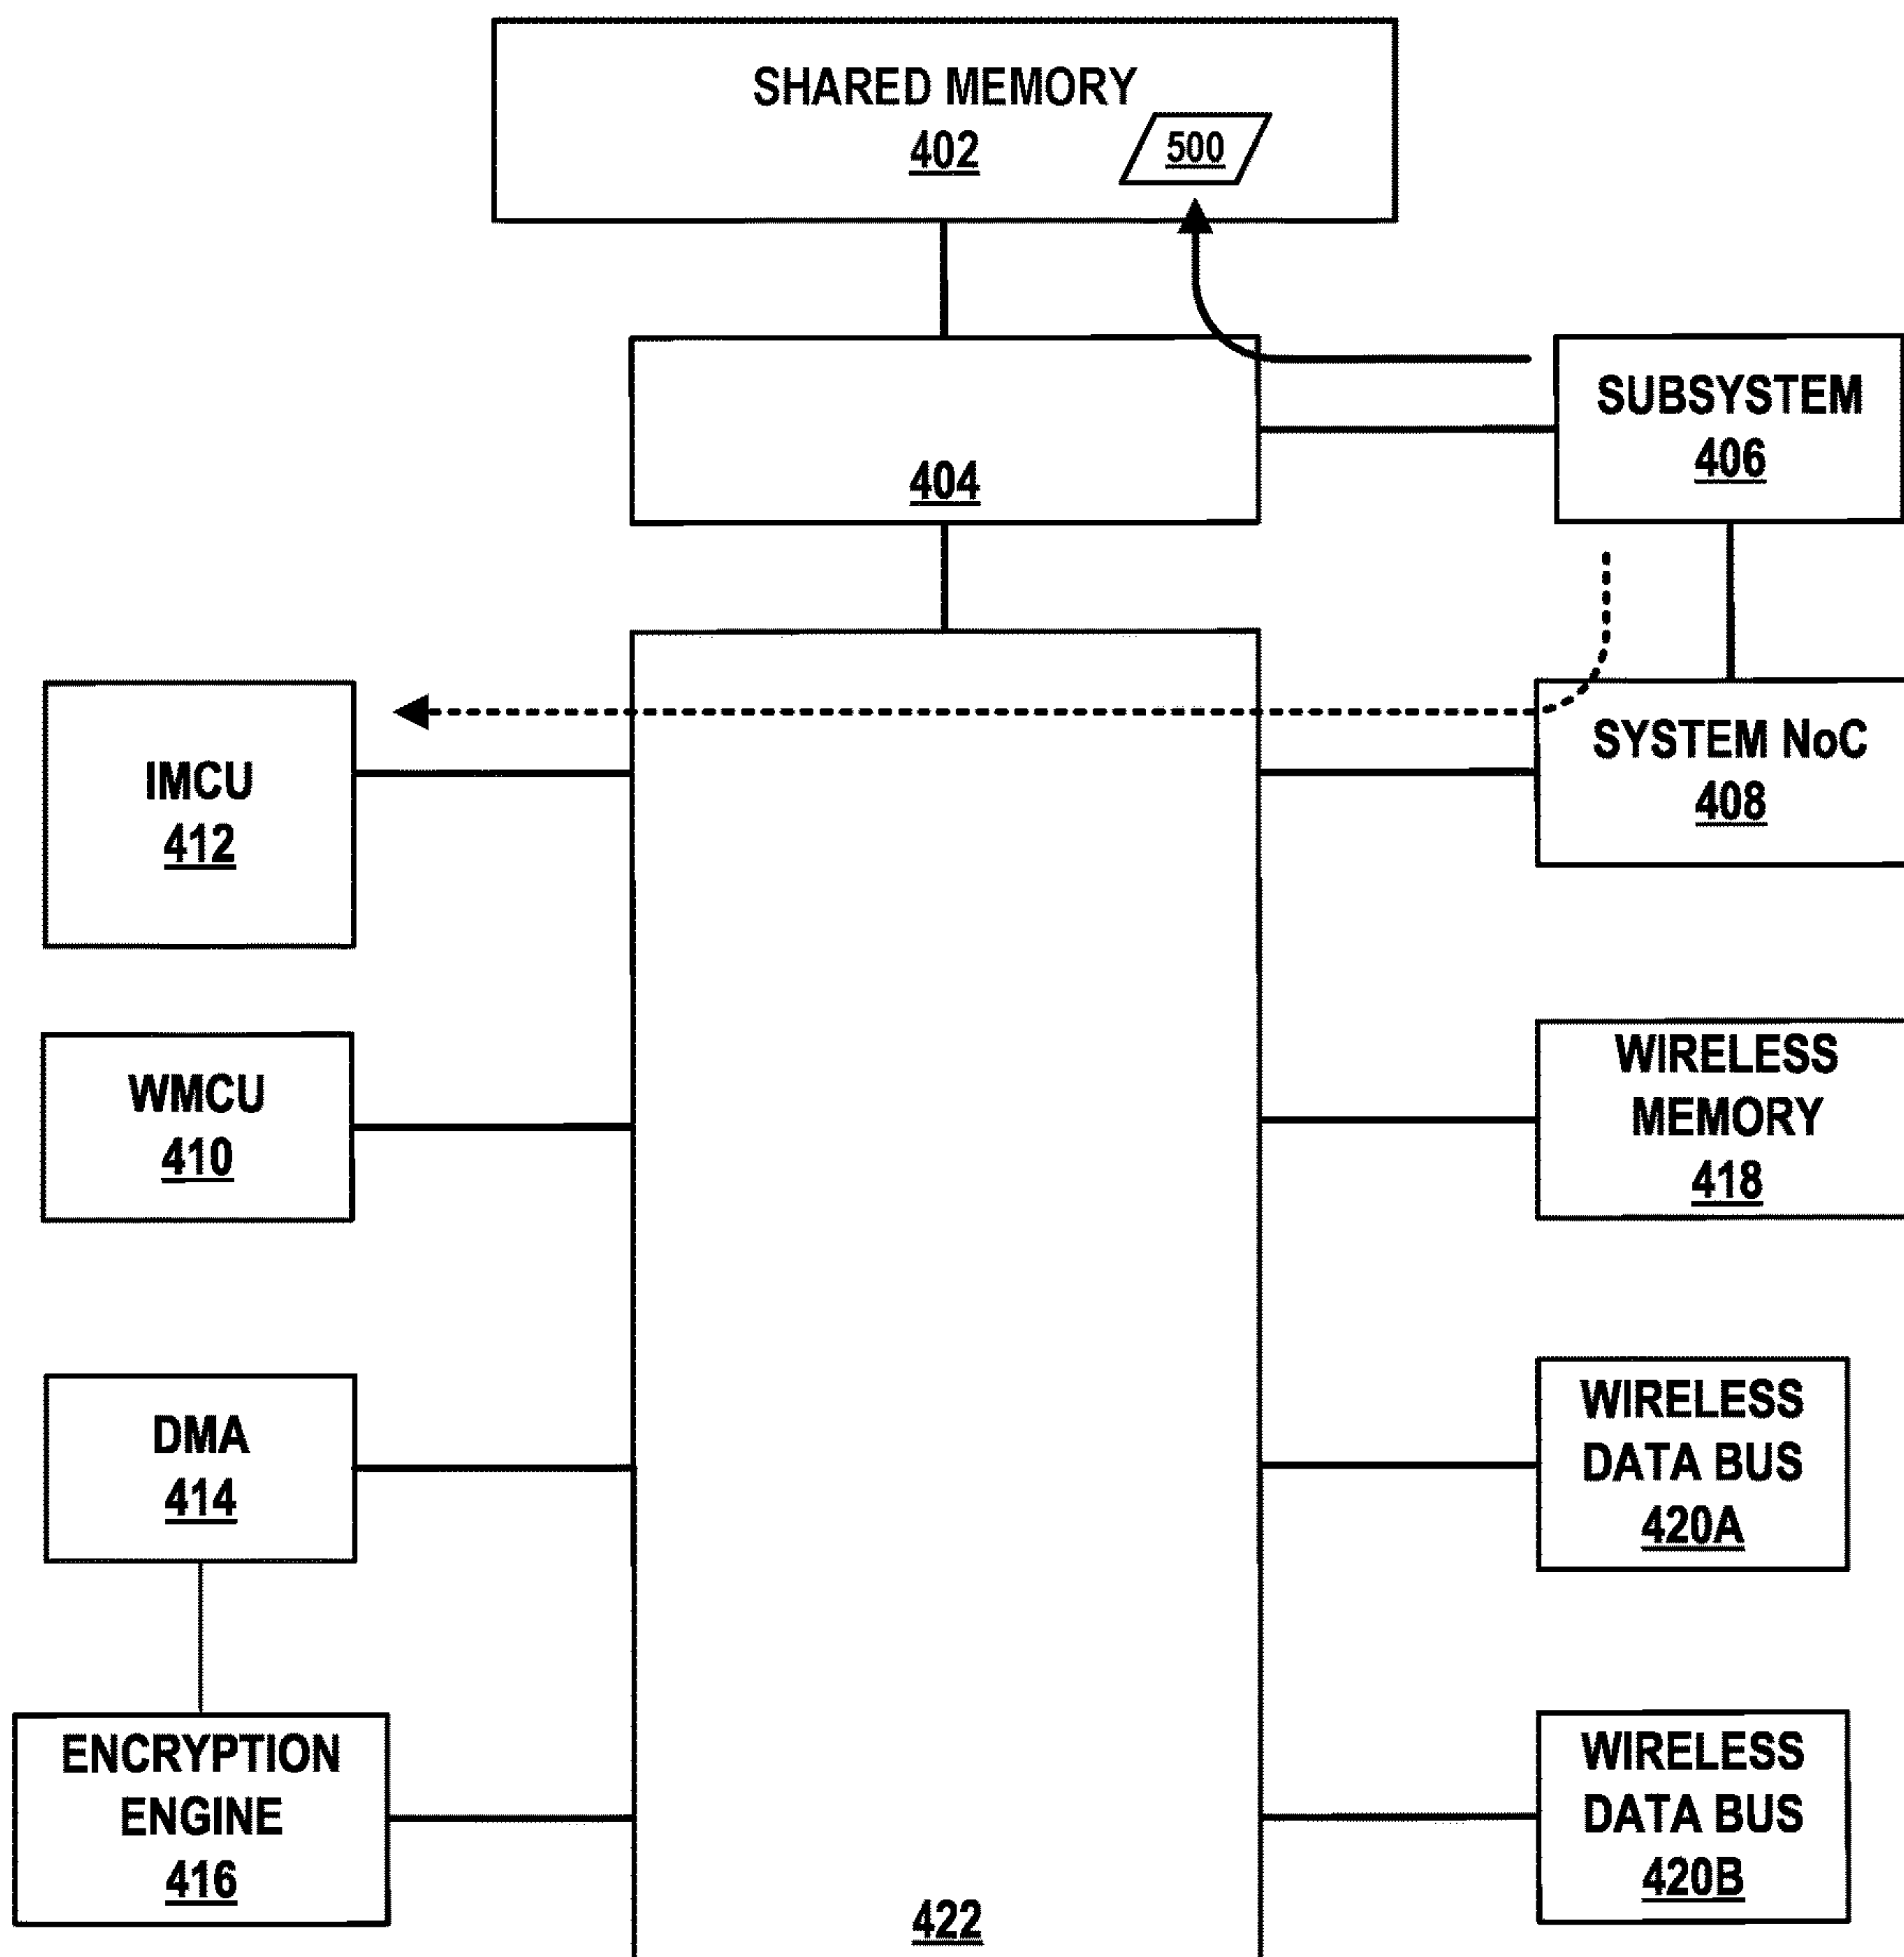 SHARED MEMORY
402
500
404
SUBSYSTEM
406
IMCU
412
SYSTEM NoC
408
WMCU
410
WIRELESS
MEMORY
418
DMA
414
WIRELESS
DATA BUS
420A
ENCRYPTION
ENGINE
416
WIRELESS
DATA BUS
420B
422